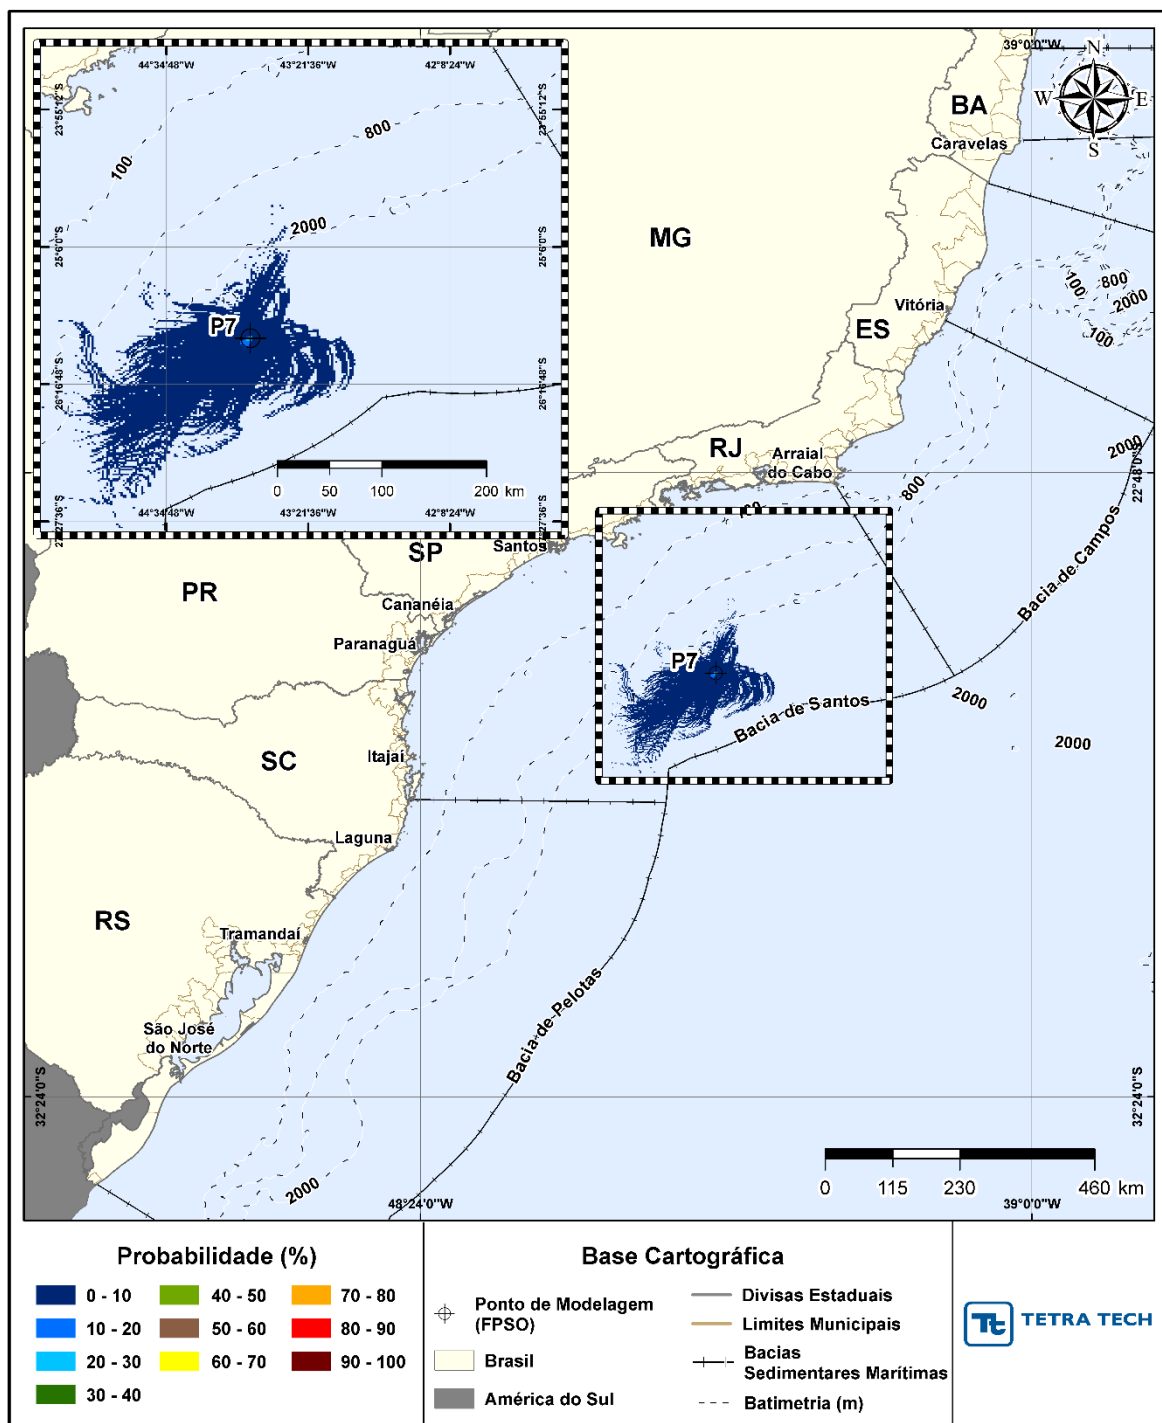 44°34'48"W
43°21'36"W
42°8'24"W
39°0'0"W
N
W
E
S
23°55'12"S
23°55'12"S
800
100
BA
Caravelas
2000
25°6'0"S
25°6'0"S
MG
100
800
2000
100
Vitória
ES
P7
26°16'48"S
26°16'48"S
RJ
Arraial
do Cabo
2000
22°48'0"S
800
0 50 100 200 km
44°34'48"W
43°21'36"W
42°8'24"W
27°27'36"S
Bacia de Campos
SP
Santos
PR
Cananéia
Paranaguá
P7
Bacia de Santos
2000
2000
SC
Itajaí
Laguna
RS
Tramandaí
São José
do Norte
Bacia de Pelotas
32°24'0"S
32°24'0"S
2000
48°24'0"W
39°0'0"W
0 115 230 460 km
Probabilidade (%)
0 - 10
40 - 50
70 - 80
10 - 20
50 - 60
80 - 90
20 - 30
60 - 70
90 - 100
30 - 40
Base Cartográfica
Ponto de Modelagem
(FPSO)
Brasil
América do Sul
Divisas Estaduais
Limites Municipais
Bacias
Sedimentares Marítimas
Batimetria (m)
Tt TETRA TECH